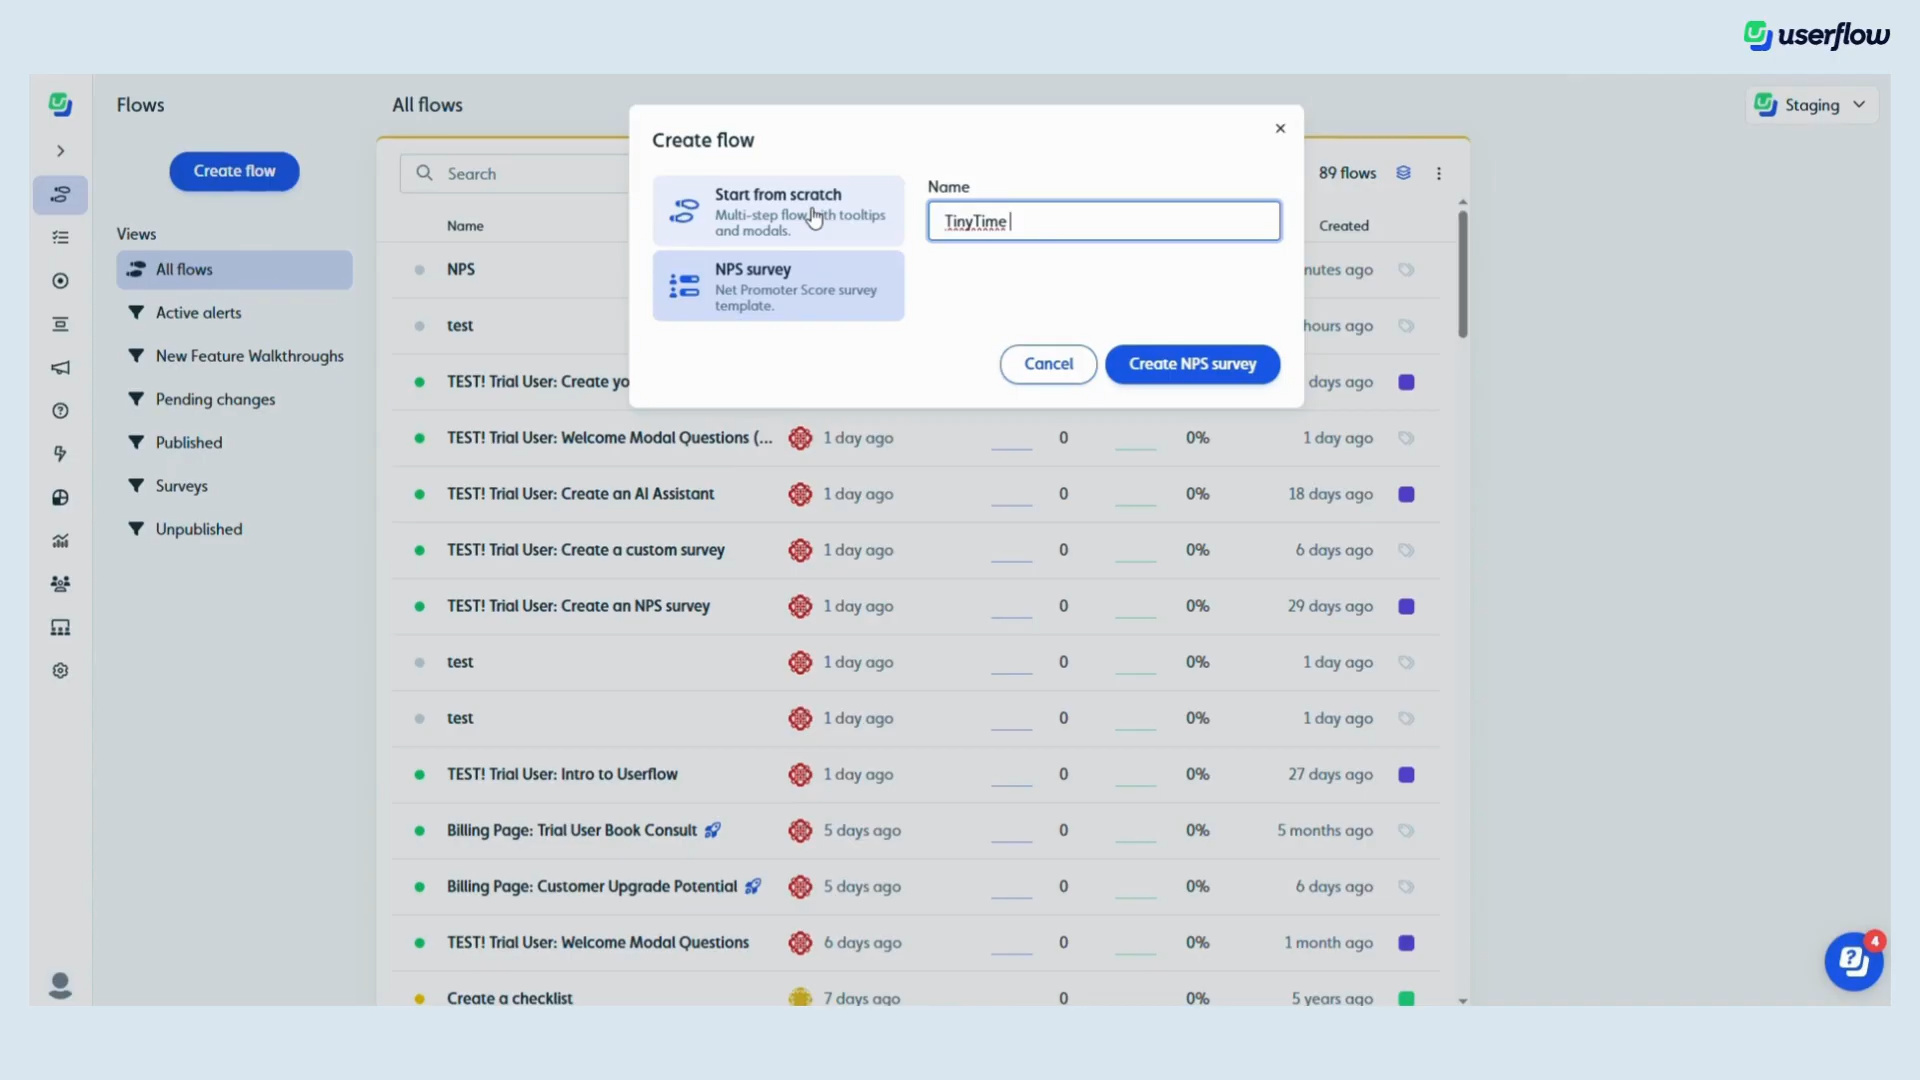 userflow
Flows
All flows
Staging
Create flow
Create flow
Search
89 flows
Start from scratch
Multi-step flow with tooltips
and modals.
Name
TinyTime
NPS survey
Net Promoter Score survey
template.
Cancel
Create NPS survey
Views
All flows
Active alerts
New Feature Walkthroughs
Pending changes
Published
Surveys
Unpublished
Name
Created
NPS
nutes ago
test
hours ago
TEST! Trial User: Create yo
days ago
TEST! Trial User: Welcome Modal Questions (... 1 day ago 0 0% 1 day ago
TEST! Trial User: Create an AI Assistant 1 day ago 0 0% 18 days ago
TEST! Trial User: Create a custom survey 1 day ago 0 0% 6 days ago
TEST! Trial User: Create an NPS survey 1 day ago 0 0% 29 days ago
test 1 day ago 0 0% 1 day ago
test 1 day ago 0 0% 1 day ago
TEST! Trial User: Intro to Userflow 1 day ago 0 0% 27 days ago
Billing Page: Trial User Book Consult 5 days ago 0 0% 5 months ago
Billing Page: Customer Upgrade Potential 5 days ago 0 0% 6 days ago
TEST! Trial User: Welcome Modal Questions 6 days ago 0 0% 1 month ago
Create a checklist 7 days ago 0 0% 5 years ago
4